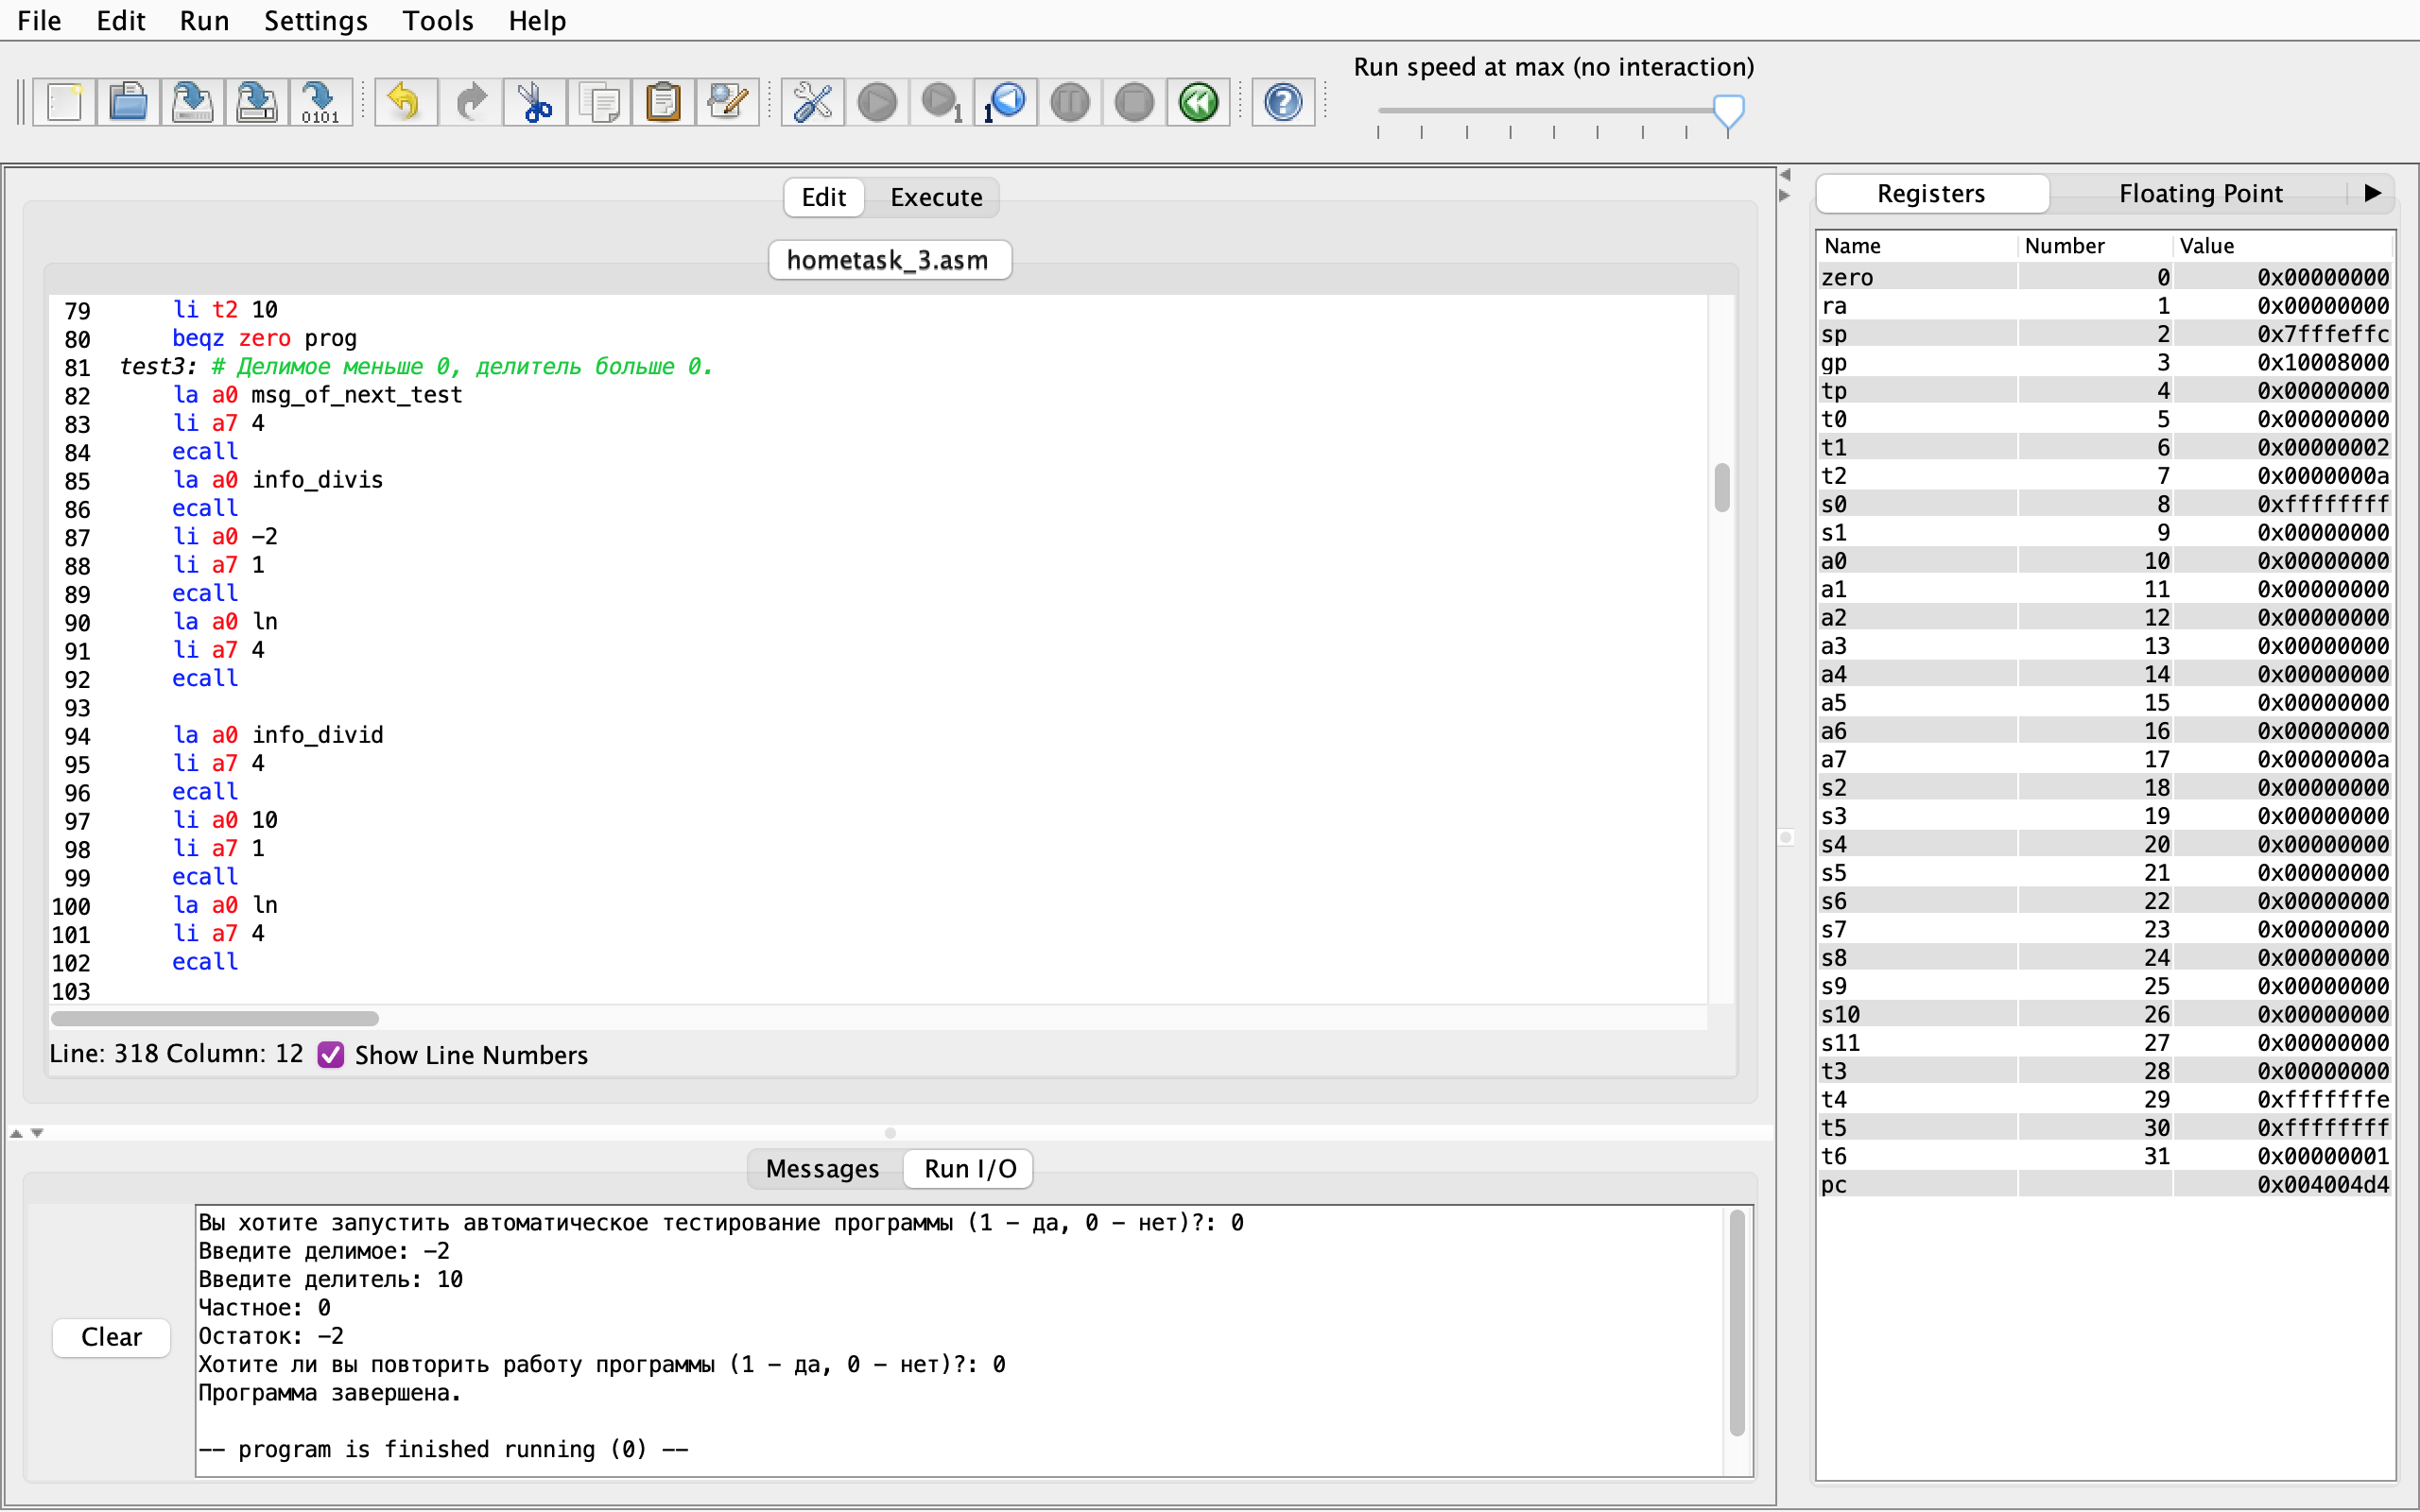 File Edit Run Settings Tools Help
Run speed at max (no interaction)
0101
1
1
?
Edit Execute
hometask_3.asm
79 li t2 10
80 beqz zero prog
81 test3: # Делимое меньше 0, делитель больше 0.
82 la a0 msg_of_next_test
83 li a7 4
84 ecall
85 la a0 info_divis
86 ecall
87 li a0 -2
88 li a7 1
89 ecall
90 la a0 ln
91 li a7 4
92 ecall
93
94 la a0 info_divid
95 li a7 4
96 ecall
97 li a0 10
98 li a7 1
99 ecall
100 la a0 ln
101 li a7 4
102 ecall
103
Line: 318 Column: 12 Show Line Numbers
Messages Run I/O
Clear
Вы хотите запустить автоматическое тестирование программы (1 - да, 0 - нет)?: 0
Введите делимое: -2
Введите делитель: 10
Частное: 0
Остаток: -2
Хотите ли вы повторить работу программы (1 - да, 0 - нет)?: 0
Программа завершена.
-- program is finished running (0) --
Registers Floating Point
Name Number Value
zero 0 0x00000000
ra 1 0x00000000
sp 2 0x7fffeffc
gp 3 0x10008000
tp 4 0x00000000
t0 5 0x00000000
t1 6 0x00000002
t2 7 0x0000000a
s0 8 0xffffffff
s1 9 0x00000000
a0 10 0x00000000
a1 11 0x00000000
a2 12 0x00000000
a3 13 0x00000000
a4 14 0x00000000
a5 15 0x00000000
a6 16 0x00000000
a7 17 0x0000000a
s2 18 0x00000000
s3 19 0x00000000
s4 20 0x00000000
s5 21 0x00000000
s6 22 0x00000000
s7 23 0x00000000
s8 24 0x00000000
s9 25 0x00000000
s10 26 0x00000000
s11 27 0x00000000
t3 28 0x00000000
t4 29 0xfffffffe
t5 30 0xffffffff
t6 31 0x00000001
pc 0x004004d4